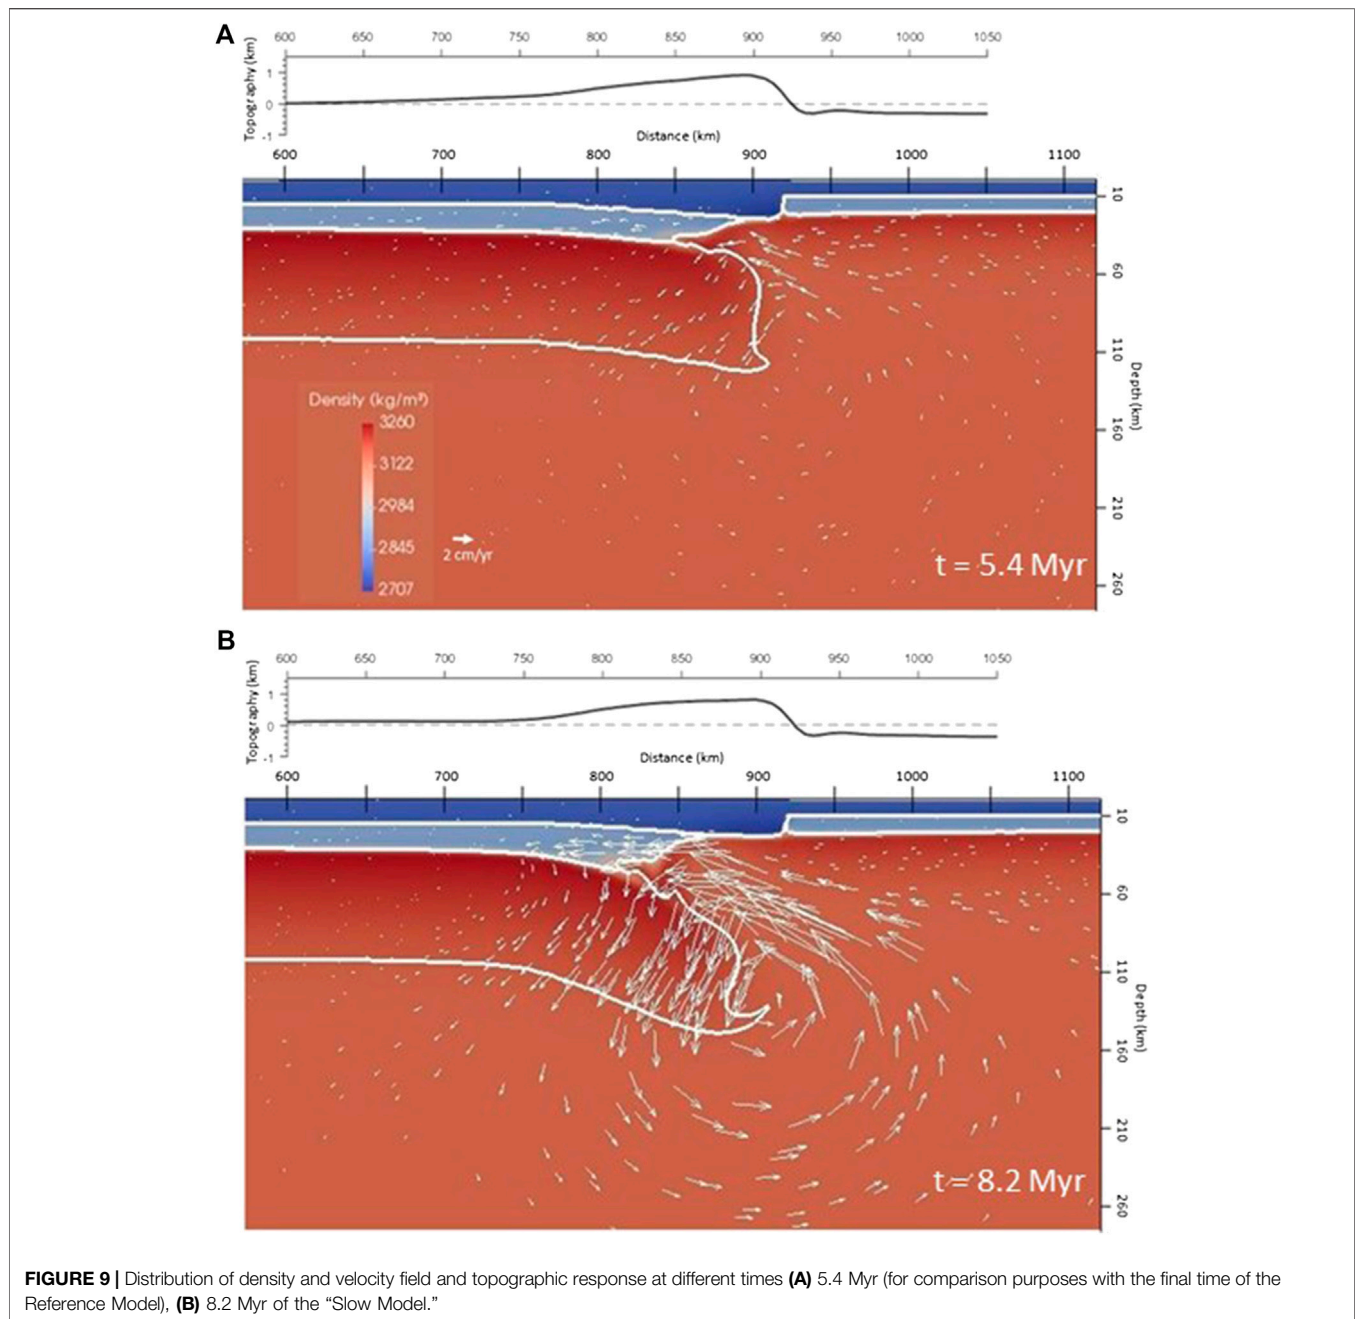 A
600 650 700 750 800 850 900 950 1000 1050
Topography (km)
1
0
-1
Distance (km)
600 700 800 900 1000 1100
10
60
110
160
210
260
Depth (km)
Density (kg/m³)
3260
3122
2984
2845
2707
2 cm/yr
t = 5.4 Myr
B
600 650 700 750 800 850 900 950 1000 1050
Topography (km)
1
0
-1
Distance (km)
600 700 800 900 1000 1100
10
60
110
160
210
260
Depth (km)
t = 8.2 Myr
FIGURE 9 | Distribution of density and velocity field and topographic response at different times (A) 5.4 Myr (for comparison purposes with the final time of the
Reference Model), (B) 8.2 Myr of the “Slow Model.”